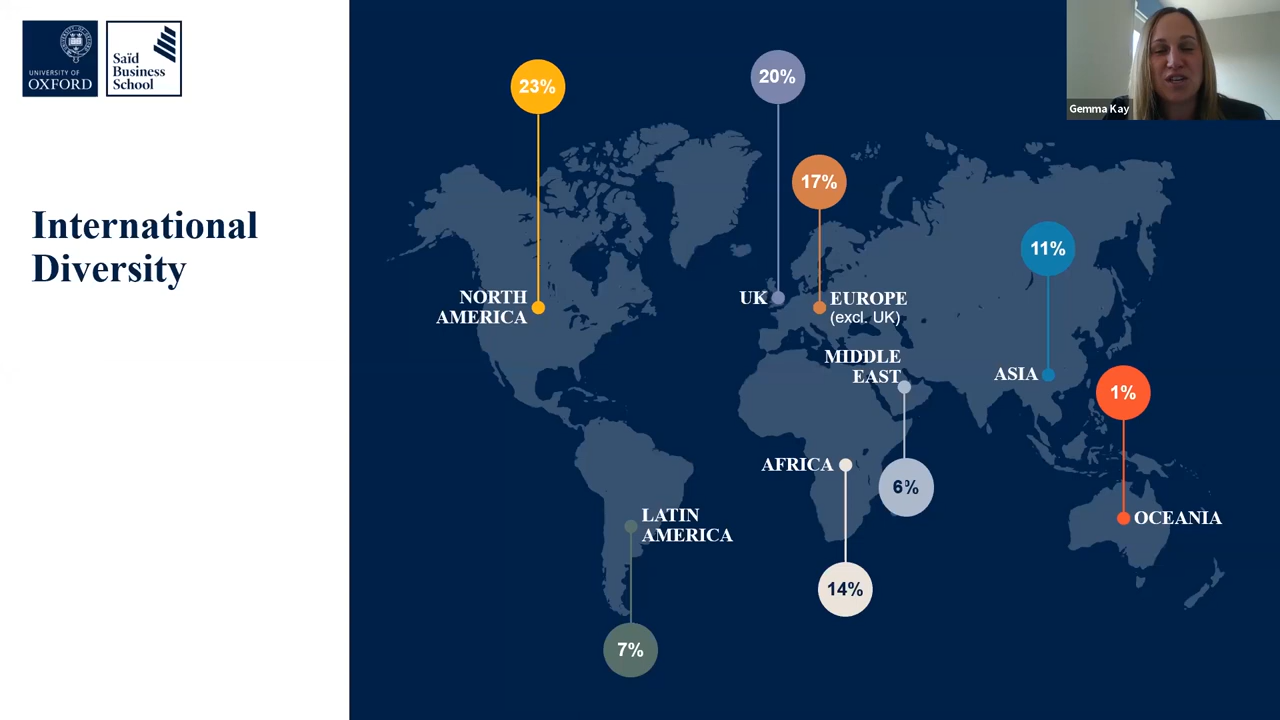 UNIVERSITY OF
OXFORD
Saïd
Business
School
International
Diversity
23%
NORTH
AMERICA
20%
UK
17%
EUROPE
(excl. UK)
MIDDLE
EAST
6%
11%
ASIA
1%
OCEANIA
AFRICA
14%
LATIN
AMERICA
7%
Gemma Kay